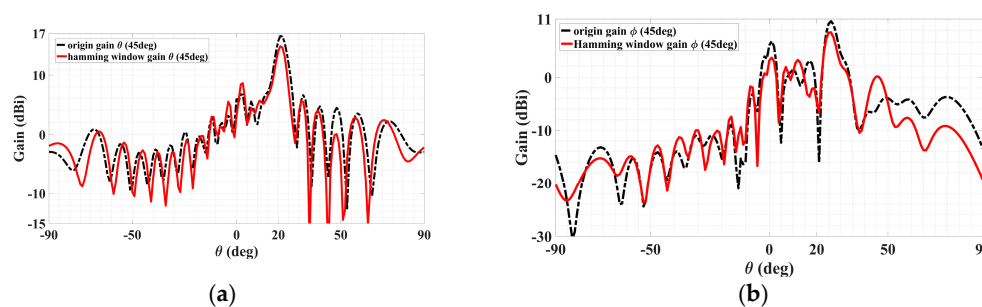 17
10
0
-10
-15
-90
-50
0
20
50
90
Gain (dBi)
θ (deg)
origin gain θ (45deg)
hamming window gain θ (45deg)
(a)
11
0
-10
-20
-30
-90
-50
0
20
50
90
Gain (dBi)
θ (deg)
origin gain ϕ (45deg)
Hamming window gain ϕ (45deg)
(b)